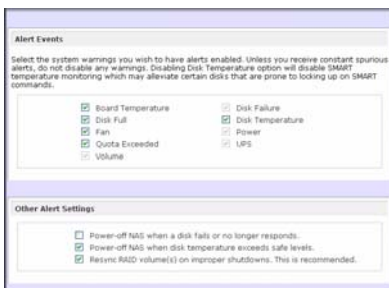 Alert Events
Select the system warnings you wish to have alerts enabled. Unless you receive constant spurious
alerts, do not disable any warnings. Disabling Disk Temperature option will disable SMART
temperature monitoring which may alleviate certain disks that are prone to locking up on SMART
commands.
Board Temperature
Disk Failure
Disk Full
Disk Temperature
Fan
Power
Quota Exceeded
UPS
Volume
Other Alert Settings
Power-off NAS when a disk fails or no longer responds.
Power-off NAS when disk temperature exceeds safe levels.
Resync RAID volume(s) on improper shutdowns. This is recommended.